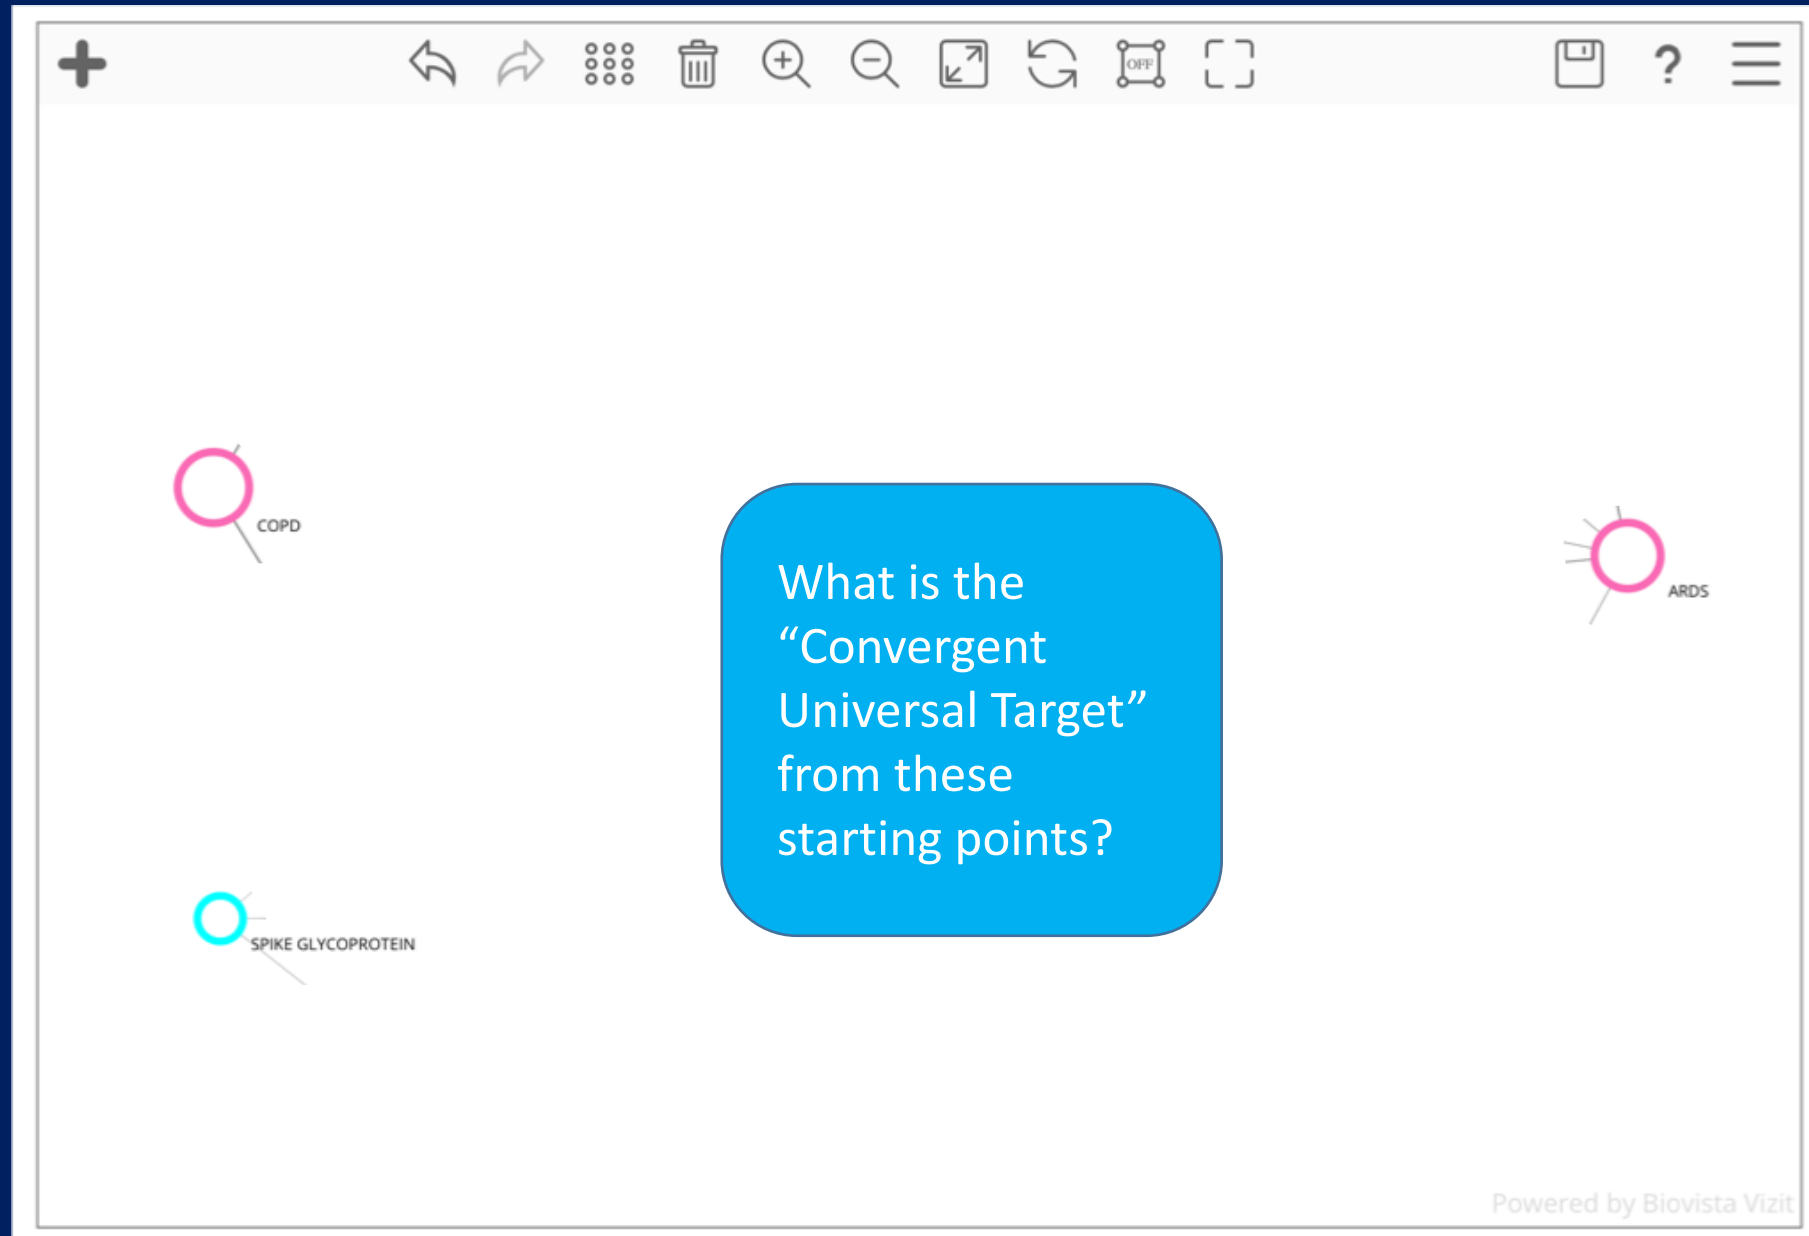 OFF
?
COPD
ARDS
What is the
“Convergent
Universal Target”
from these
starting points?
SPIKE GLYCOPROTEIN
Powered by Biovista Vizit